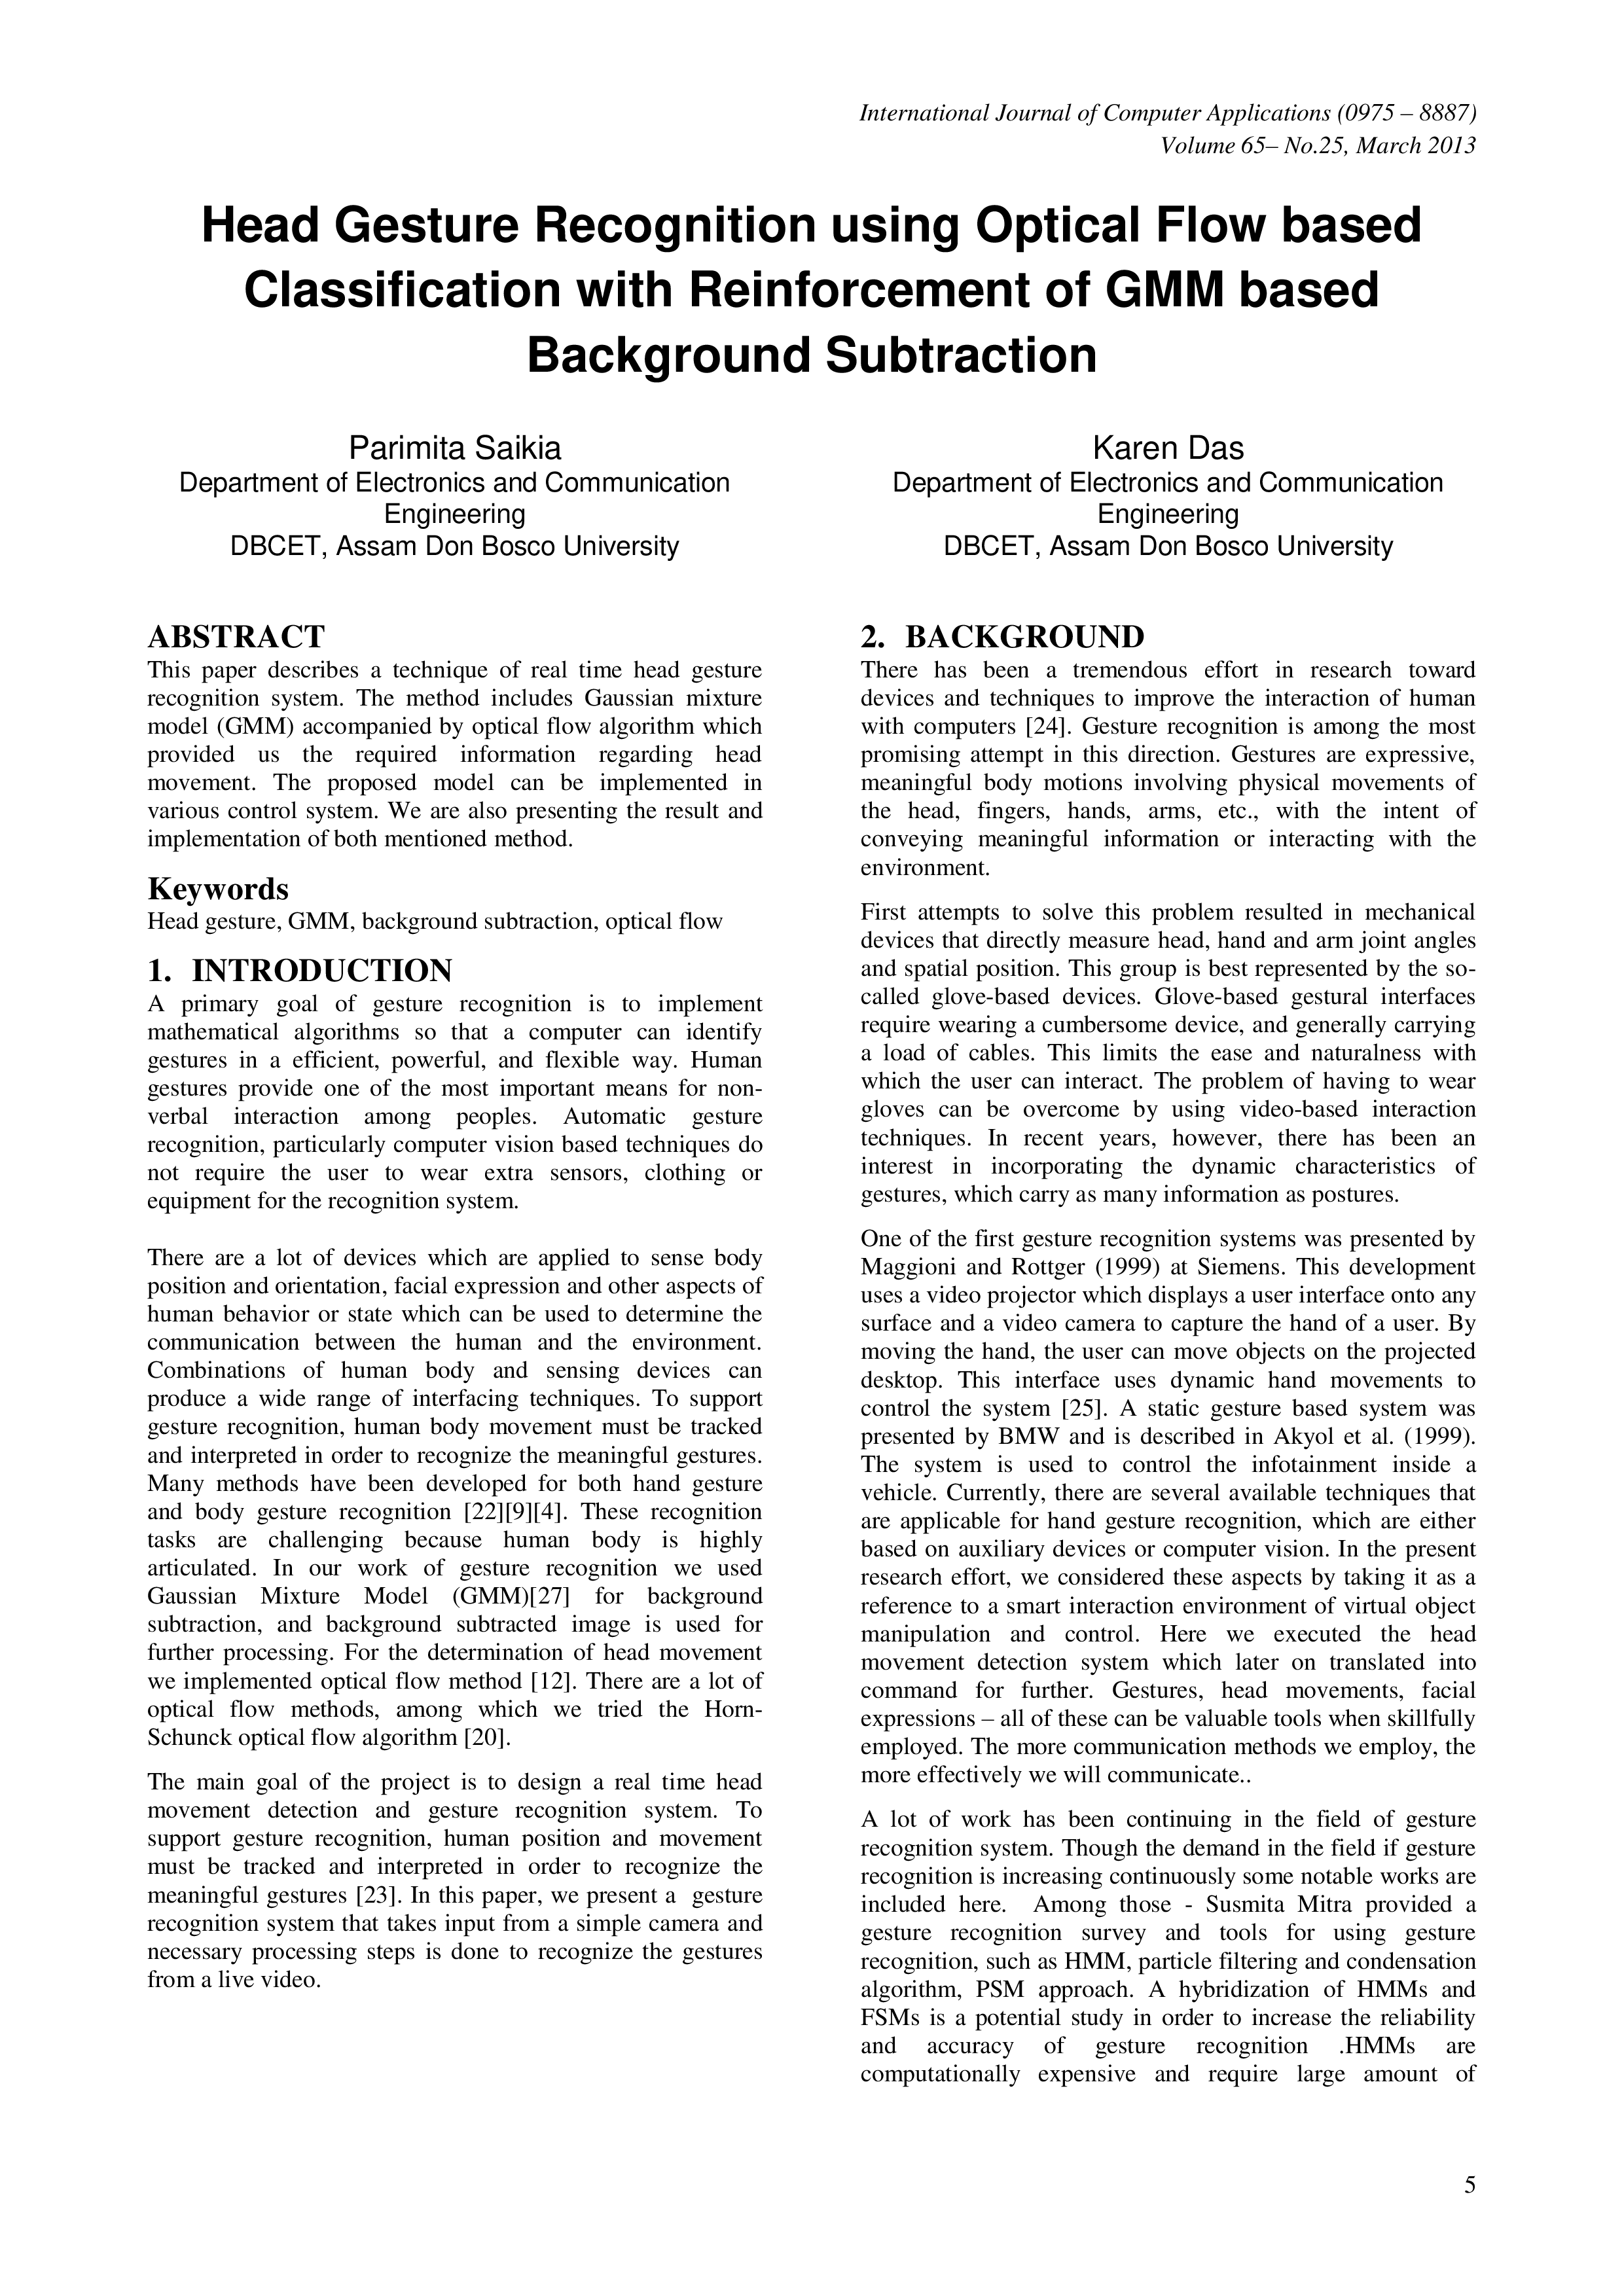 International Journal of Computer Applications (0975 – 8887)
Volume 65– No.25, March 2013
Head Gesture Recognition using Optical Flow based
Classification with Reinforcement of GMM based
Background Subtraction
Parimita Saikia
Department of Electronics and Communication
Engineering
DBCET, Assam Don Bosco University
Karen Das
Department of Electronics and Communication
Engineering
DBCET, Assam Don Bosco University
ABSTRACT
This paper describes a technique of real time head gesture
recognition system. The method includes Gaussian mixture
model (GMM) accompanied by optical flow algorithm which
provided us the required information regarding head
movement. The proposed model can be implemented in
various control system. We are also presenting the result and
implementation of both mentioned method.
Keywords
Head gesture, GMM, background subtraction, optical flow
1. INTRODUCTION
A primary goal of gesture recognition is to implement
mathematical algorithms so that a computer can identify
gestures in a efficient, powerful, and flexible way. Human
gestures provide one of the most important means for non-
verbal interaction among peoples. Automatic gesture
recognition, particularly computer vision based techniques do
not require the user to wear extra sensors, clothing or
equipment for the recognition system.
There are a lot of devices which are applied to sense body
position and orientation, facial expression and other aspects of
human behavior or state which can be used to determine the
communication between the human and the environment.
Combinations of human body and sensing devices can
produce a wide range of interfacing techniques. To support
gesture recognition, human body movement must be tracked
and interpreted in order to recognize the meaningful gestures.
Many methods have been developed for both hand gesture
and body gesture recognition [22][9][4]. These recognition
tasks are challenging because human body is highly
articulated. In our work of gesture recognition we used
Gaussian Mixture Model (GMM)[27] for background
subtraction, and background subtracted image is used for
further processing. For the determination of head movement
we implemented optical flow method [12]. There are a lot of
optical flow methods, among which we tried the Horn-
Schunck optical flow algorithm [20].
The main goal of the project is to design a real time head
movement detection and gesture recognition system. To
support gesture recognition, human position and movement
must be tracked and interpreted in order to recognize the
meaningful gestures [23]. In this paper, we present a gesture
recognition system that takes input from a simple camera and
necessary processing steps is done to recognize the gestures
from a live video.
2. BACKGROUND
There has been a tremendous effort in research toward
devices and techniques to improve the interaction of human
with computers [24]. Gesture recognition is among the most
promising attempt in this direction. Gestures are expressive,
meaningful body motions involving physical movements of
the head, fingers, hands, arms, etc., with the intent of
conveying meaningful information or interacting with the
environment.
First attempts to solve this problem resulted in mechanical
devices that directly measure head, hand and arm joint angles
and spatial position. This group is best represented by the so-
called glove-based devices. Glove-based gestural interfaces
require wearing a cumbersome device, and generally carrying
a load of cables. This limits the ease and naturalness with
which the user can interact. The problem of having to wear
gloves can be overcome by using video-based interaction
techniques. In recent years, however, there has been an
interest in incorporating the dynamic characteristics of
gestures, which carry as many information as postures.
One of the first gesture recognition systems was presented by
Maggioni and Rottger (1999) at Siemens. This development
uses a video projector which displays a user interface onto any
surface and a video camera to capture the hand of a user. By
moving the hand, the user can move objects on the projected
desktop. This interface uses dynamic hand movements to
control the system [25]. A static gesture based system was
presented by BMW and is described in Akyol et al. (1999).
The system is used to control the infotainment inside a
vehicle. Currently, there are several available techniques that
are applicable for hand gesture recognition, which are either
based on auxiliary devices or computer vision. In the present
research effort, we considered these aspects by taking it as a
reference to a smart interaction environment of virtual object
manipulation and control. Here we executed the head
movement detection system which later on translated into
command for further. Gestures, head movements, facial
expressions – all of these can be valuable tools when skillfully
employed. The more communication methods we employ, the
more effectively we will communicate..
A lot of work has been continuing in the field of gesture
recognition system. Though the demand in the field if gesture
recognition is increasing continuously some notable works are
included here. Among those - Susmita Mitra provided a
gesture recognition survey and tools for using gesture
recognition, such as HMM, particle filtering and condensation
algorithm, PSM approach. A hybridization of HMMs and
FSMs is a potential study in order to increase the reliability
and accuracy of gesture recognition .HMMs are
computationally expensive and require large amount of
5